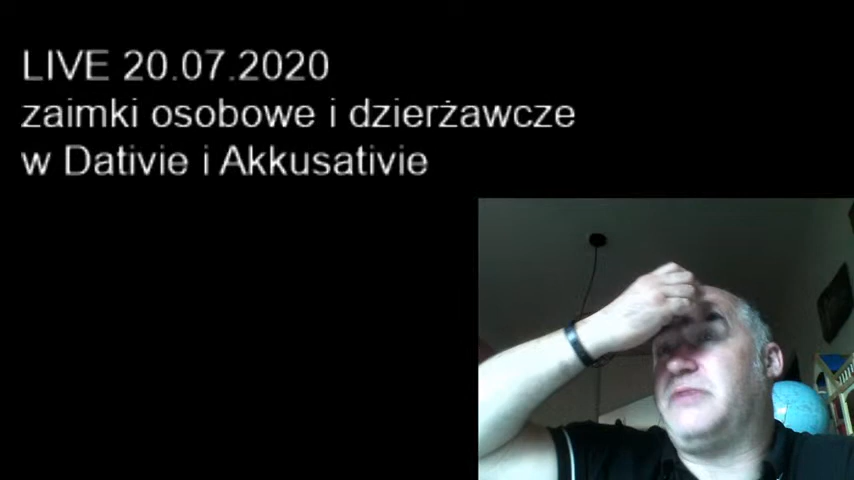 LIVE 20.07.2020
zaimki osobowe i dzierżawcze
w Dativie i Akkusativie